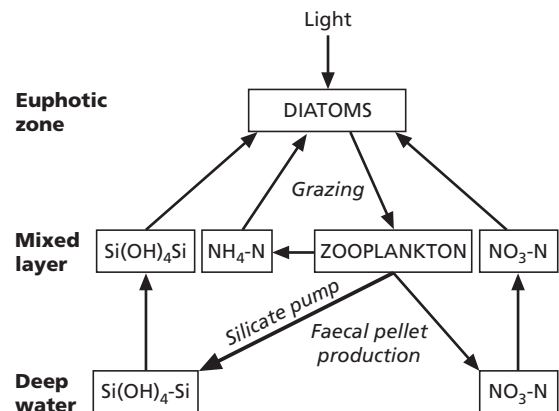 Light
Euphotic
zone
DIATOMS
Grazing
Mixed
layer
Si(OH)₄Si
NH₄-N
ZOOPLANKTON
NO₃-N
Silicate pump
Faecal pellet
production
Deep
water
Si(OH)₄-Si
NO₃-N